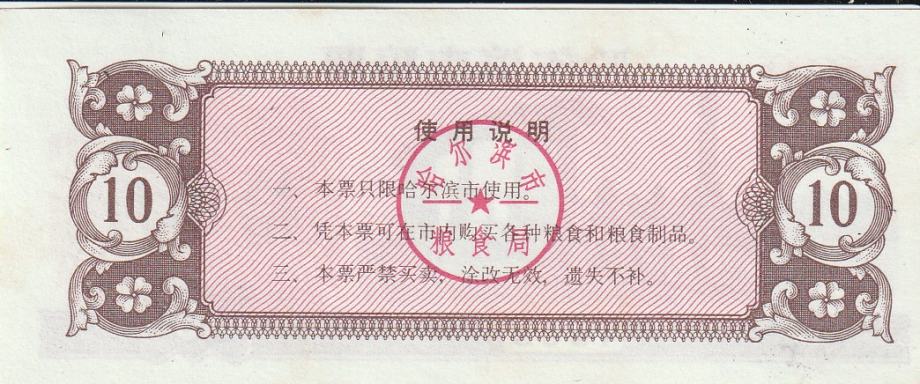 使用说明
哈尔滨市
粮食局
一、本票只限哈尔滨市使用。
二、凭本票可在市内购买各种粮食和粮食制品。
三、本票严禁买卖，涂改无效，遗失不补。
10
10